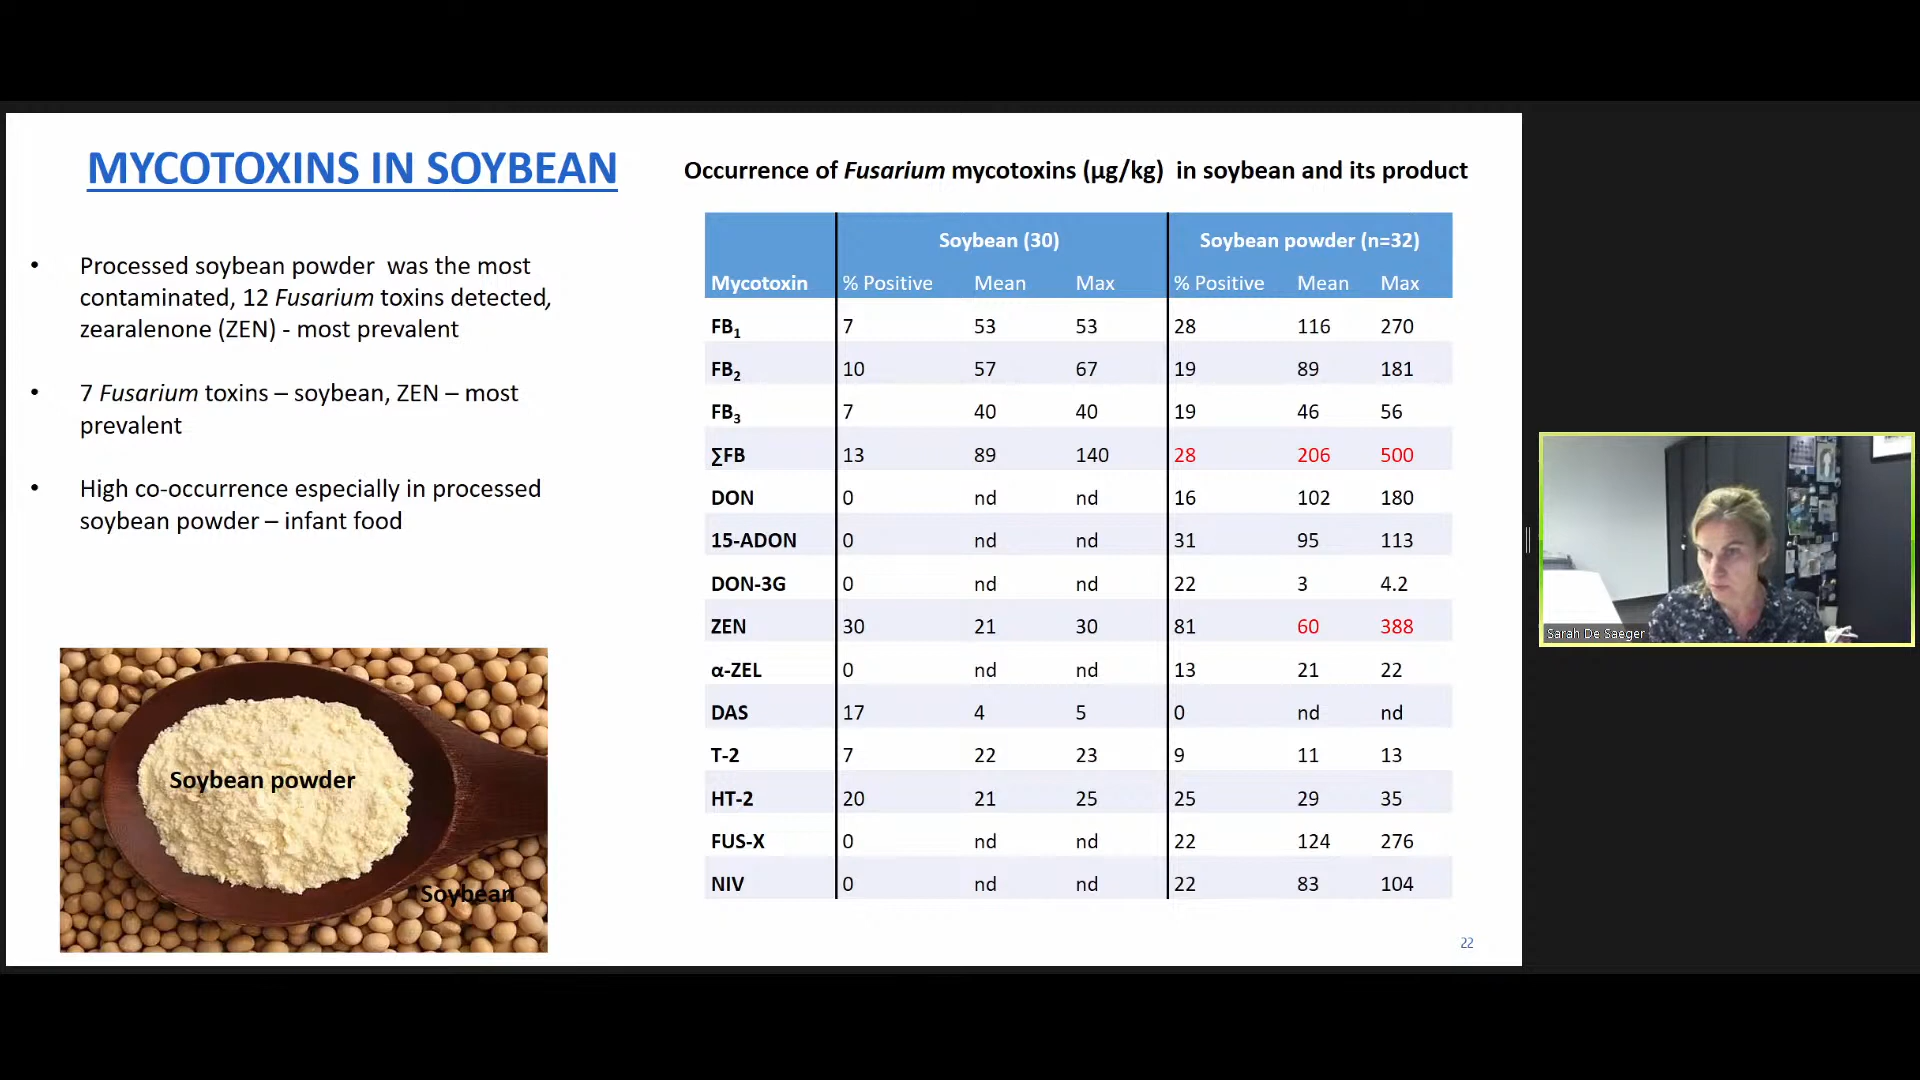 MYCOTOXINS IN SOYBEAN
• Processed soybean powder was the most
contaminated, 12 Fusarium toxins detected,
zearalenone (ZEN) - most prevalent
• 7 Fusarium toxins – soybean, ZEN – most
prevalent
• High co-occurrence especially in processed
soybean powder – infant food
Soybean powder
Soybean
Occurrence of Fusarium mycotoxins (µg/kg) in soybean and its product
Soybean (30) Soybean powder (n=32)
Mycotoxin % Positive Mean Max % Positive Mean Max
FB1 7 53 53 28 116 270
FB2 10 57 67 19 89 181
FB3 7 40 40 19 46 56
∑FB 13 89 140 28 206 500
DON 0 nd nd 16 102 180
15-ADON 0 nd nd 31 95 113
DON-3G 0 nd nd 22 3 4.2
ZEN 30 21 30 81 60 388
α-ZEL 0 nd nd 13 21 22
DAS 17 4 5 0 nd nd
T-2 7 22 23 9 11 13
HT-2 20 21 25 25 29 35
FUS-X 0 nd nd 22 124 276
NIV 0 nd nd 22 83 104
22
Sarah De Saeger